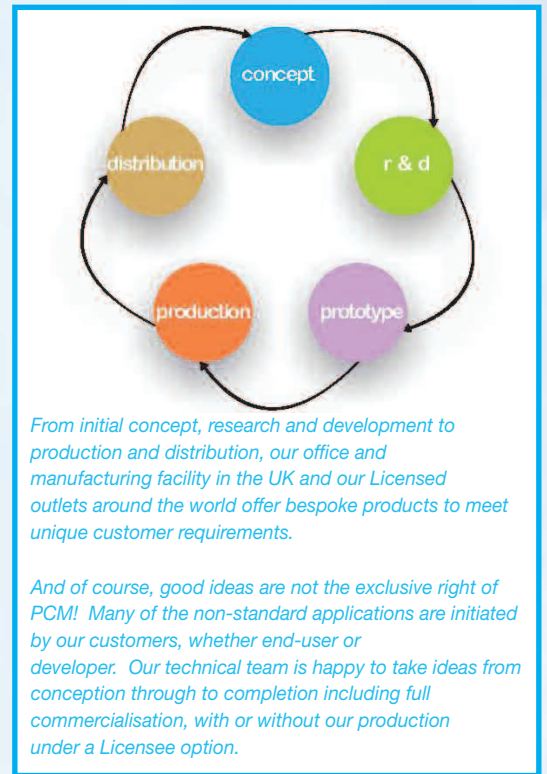 concept
r & d
prototype
production
distribution
From initial concept, research and development to
production and distribution, our office and
manufacturing facility in the UK and our Licensed
outlets around the world offer bespoke products to meet
unique customer requirements.
And of course, good ideas are not the exclusive right of
PCM!  Many of the non-standard applications are initiated
by our customers, whether end-user or
developer.  Our technical team is happy to take ideas from
conception through to completion including full
commercialisation, with or without our production
under a Licensee option.